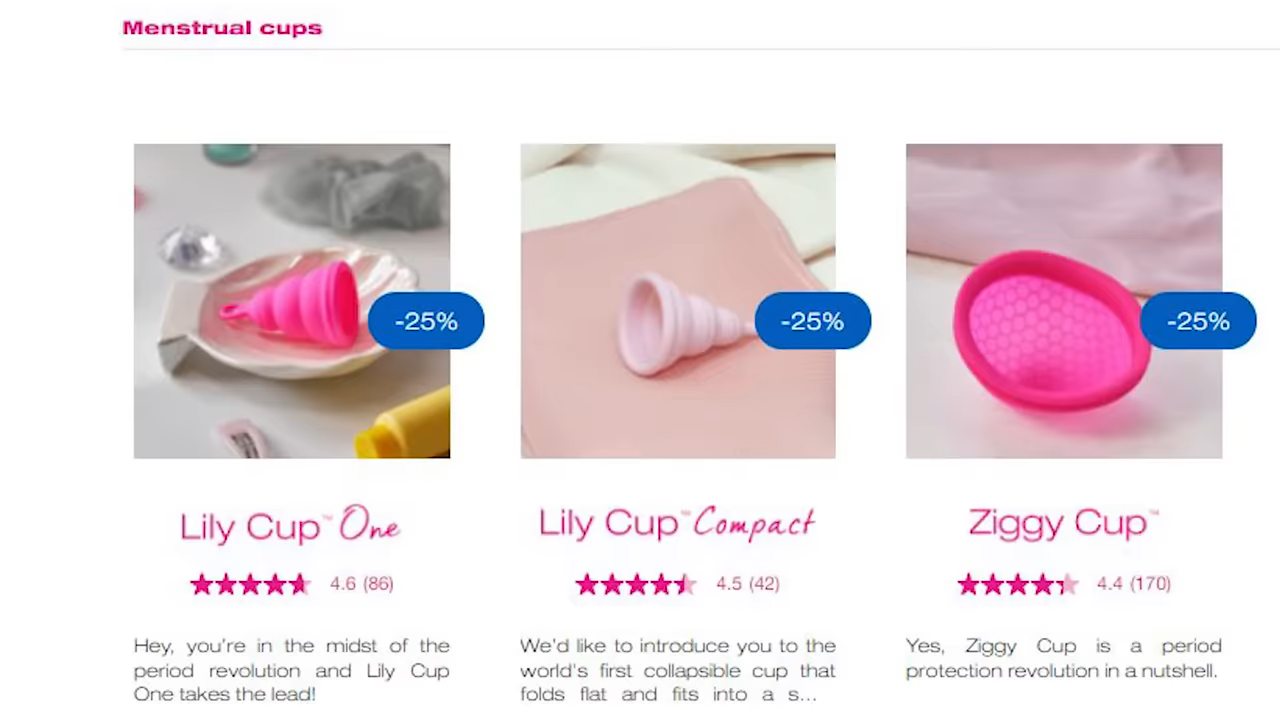 Menstrual cups
-25%
-25%
-25%
Lily Cup™ One
Lily Cup™ Compact
Ziggy Cup™
4.6 (86)
4.5 (42)
4.4 (170)
Hey, you're in the midst of the
period revolution and Lily Cup
One takes the lead!
We'd like to introduce you to the
world's first collapsible cup that
folds flat and fits into a s...
Yes, Ziggy Cup is a period
protection revolution in a nutshell.